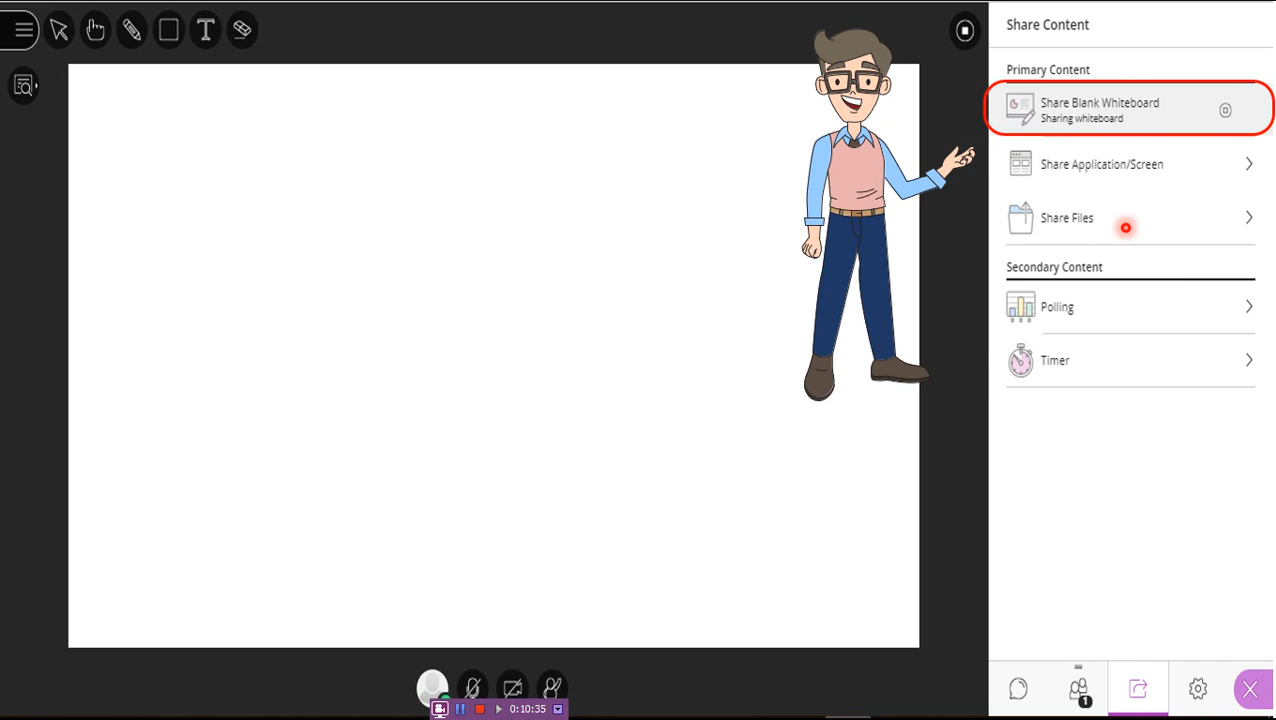 T
Share Content
Primary Content
Share Blank Whiteboard
Sharing whiteboard
Share Application/Screen
Share Files
Secondary Content
Polling
Timer
1
0:10:35